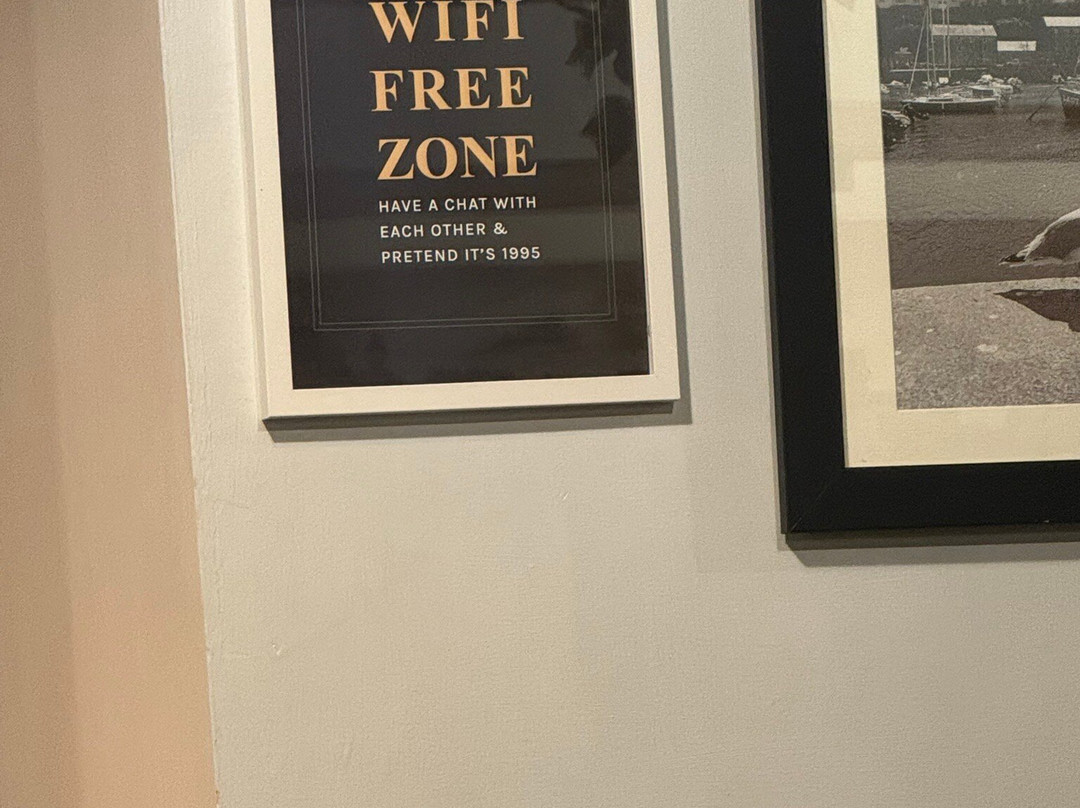 WIFI
FREE
ZONE
HAVE A CHAT WITH
EACH OTHER &
PRETEND IT'S 1995